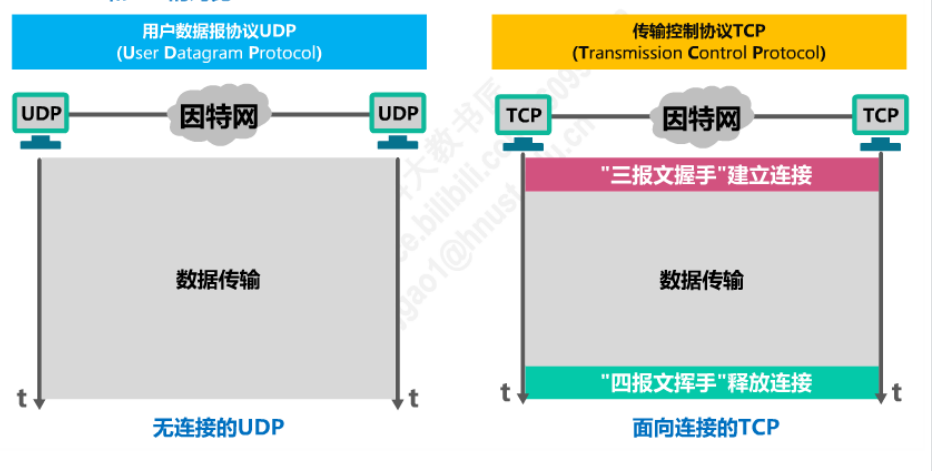 用户数据报协议UDP
(User Datagram Protocol)
传输控制协议TCP
(Transmission Control Protocol)
UDP
因特网
UDP
TCP
因特网
TCP
"三报文握手"建立连接
数据传输
数据传输
"四报文挥手"释放连接
t
t
t
t
无连接的UDP
面向连接的TCP